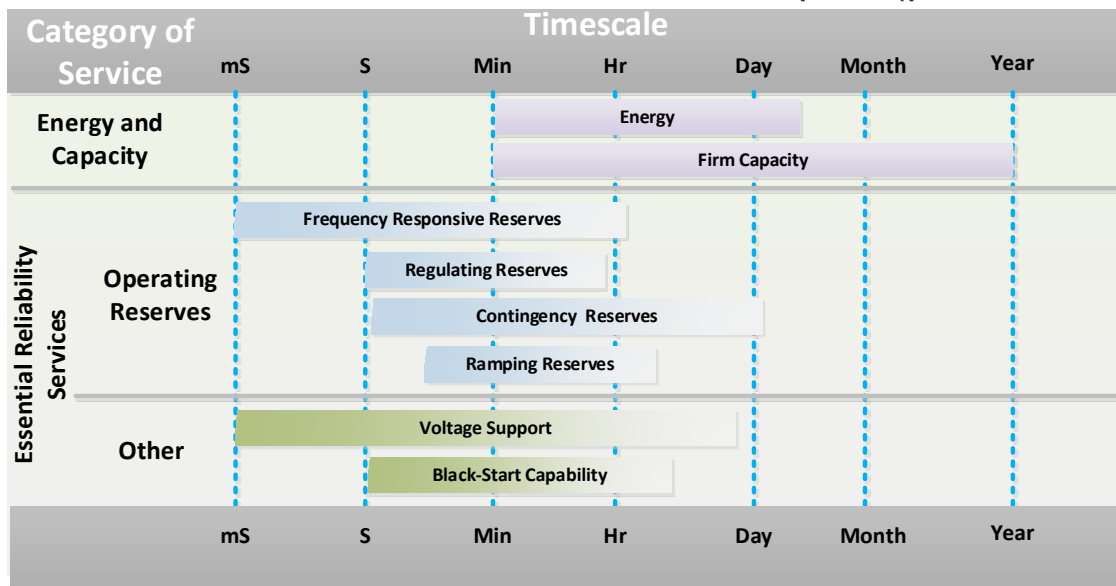 Timescale
Category of
Service
mS S Min Hr Day Month Year
Energy and
Capacity
Energy
Firm Capacity
Essential Reliability
Services
Operating
Reserves
Frequency Responsive Reserves
Regulating Reserves
Contingency Reserves
Ramping Reserves
Other
Voltage Support
Black-Start Capability
mS S Min Hr Day Month Year